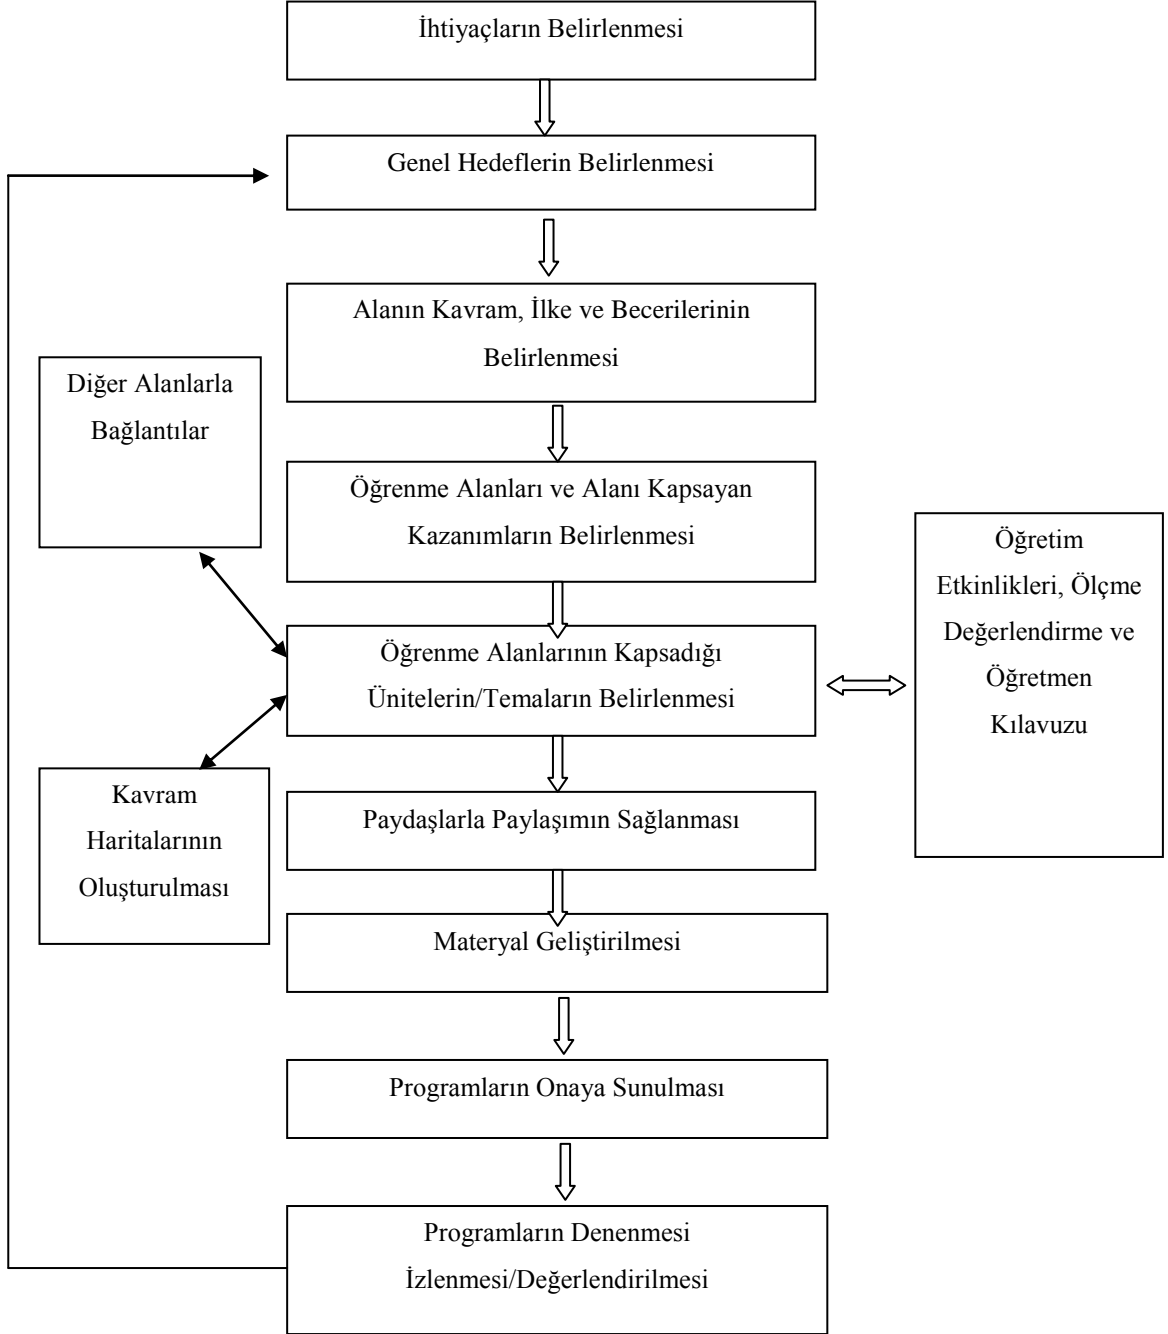 İhtiyaçların Belirlenmesi
Genel Hedeflerin Belirlenmesi
Alanın Kavram, İlke ve Becerilerinin
Belirlenmesi
Diğer Alanlarla
Bağlantılar
Öğrenme Alanları ve Alanı Kapsayan
Kazanımların Belirlenmesi
Öğretim
Etkinlikleri, Ölçme
Değerlendirme ve
Öğretmen
Kılavuzu
Öğrenme Alanlarının Kapsadığı
Ünitelerin/Temaların Belirlenmesi
Kavram
Haritalarının
Oluşturulması
Paydaşlarla Paylaşımın Sağlanması
Materyal Geliştirilmesi
Programların Onaya Sunulması
Programların Denenmesi
İzlenmesi/Değerlendirilmesi